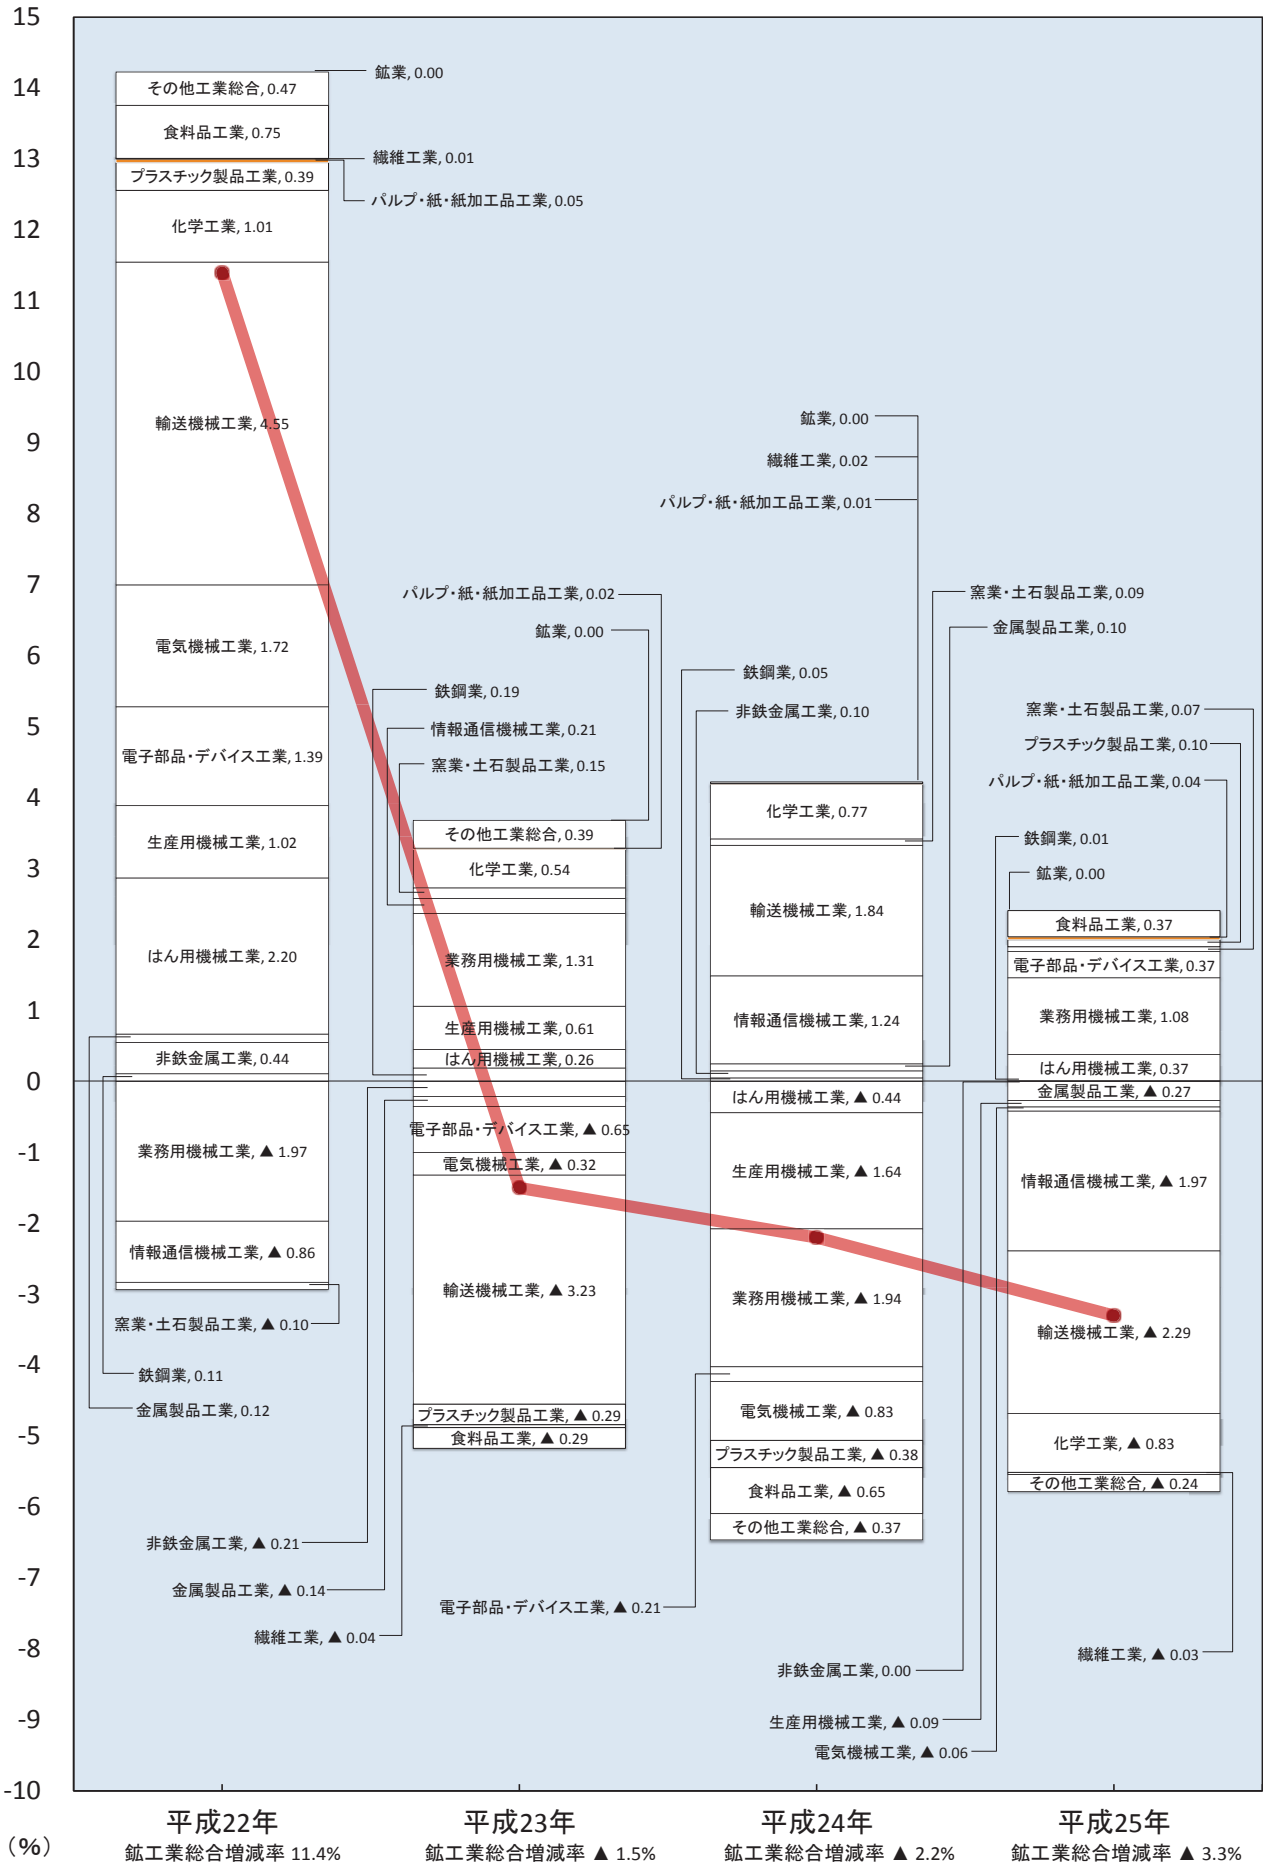 15
14
13
12
11
10
9
8
7
6
5
4
3
2
1
0
-1
-2
-3
-4
-5
-6
-7
-8
-9
-10
(%)
鉱業, 0.00
その他工業総合, 0.47
食料品工業, 0.75
繊維工業, 0.01
プラスチック製品工業, 0.39
パルプ・紙・紙加工品工業, 0.05
化学工業, 1.01
輸送機械工業, 4.55
電気機械工業, 1.72
電子部品・デバイス工業, 1.39
生産用機械工業, 1.02
はん用機械工業, 2.20
非鉄金属工業, 0.44
業務用機械工業, ▲ 1.97
情報通信機械工業, ▲ 0.86
窯業・土石製品工業, ▲ 0.10
鉄鋼業, 0.11
金属製品工業, 0.12
平成22年
鉱工業総合増減率 11.4%
パルプ・紙・紙加工品工業, 0.02
鉱業, 0.00
鉄鋼業, 0.19
情報通信機械工業, 0.21
窯業・土石製品工業, 0.15
その他工業総合, 0.39
化学工業, 0.54
業務用機械工業, 1.31
生産用機械工業, 0.61
はん用機械工業, 0.26
電子部品・デバイス工業, ▲ 0.65
電気機械工業, ▲ 0.32
輸送機械工業, ▲ 3.23
プラスチック製品工業, ▲ 0.29
食料品工業, ▲ 0.29
非鉄金属工業, ▲ 0.21
金属製品工業, ▲ 0.14
繊維工業, ▲ 0.04
平成23年
鉱工業総合増減率 ▲ 1.5%
鉱業, 0.00
繊維工業, 0.02
パルプ・紙・紙加工品工業, 0.01
窯業・土石製品工業, 0.09
金属製品工業, 0.10
鉄鋼業, 0.05
非鉄金属工業, 0.10
化学工業, 0.77
輸送機械工業, 1.84
情報通信機械工業, 1.24
はん用機械工業, ▲ 0.44
生産用機械工業, ▲ 1.64
業務用機械工業, ▲ 1.94
電気機械工業, ▲ 0.83
プラスチック製品工業, ▲ 0.38
食料品工業, ▲ 0.65
その他工業総合, ▲ 0.37
電子部品・デバイス工業, ▲ 0.21
平成24年
鉱工業総合増減率 ▲ 2.2%
窯業・土石製品工業, 0.07
プラスチック製品工業, 0.10
パルプ・紙・紙加工品工業, 0.04
鉄鋼業, 0.01
鉱業, 0.00
食料品工業, 0.37
電子部品・デバイス工業, 0.37
業務用機械工業, 1.08
はん用機械工業, 0.37
金属製品工業, ▲ 0.27
情報通信機械工業, ▲ 1.97
輸送機械工業, ▲ 2.29
化学工業, ▲ 0.83
その他工業総合, ▲ 0.24
繊維工業, ▲ 0.03
非鉄金属工業, 0.00
生産用機械工業, ▲ 0.09
電気機械工業, ▲ 0.06
平成25年
鉱工業総合増減率 ▲ 3.3%